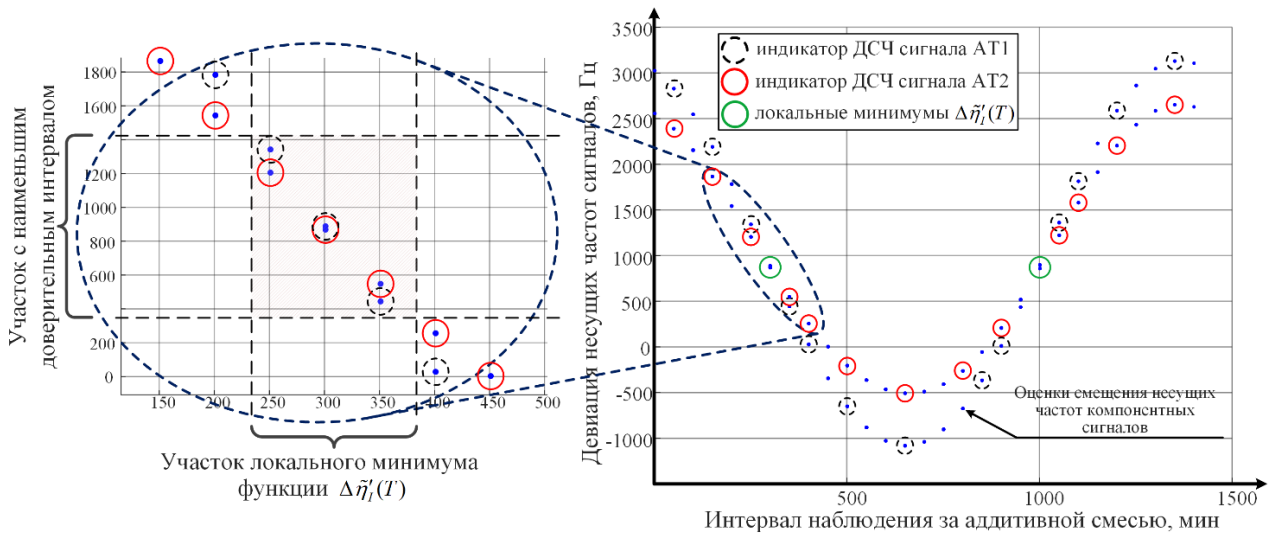 Участок с наименьшим
доверительным интервалом
1800
1600
1200
1000
800
600
200
0
150
200
250
300
350
400
450
500
Участок локального минимума
функции Δη̃′_I(T)
Девиация несущих частот сигналов, Гц
3500
3000
2500
2000
1500
1000
500
0
-500
-1000
индикатор ДСЧ сигнала АТ1
индикатор ДСЧ сигнала АТ2
локальные минимумы Δη̃′_I(T)
Оценки смещения несущих
частот компонентных
сигналов
500
1000
1500
Интервал наблюдения за аддитивной смесью, мин